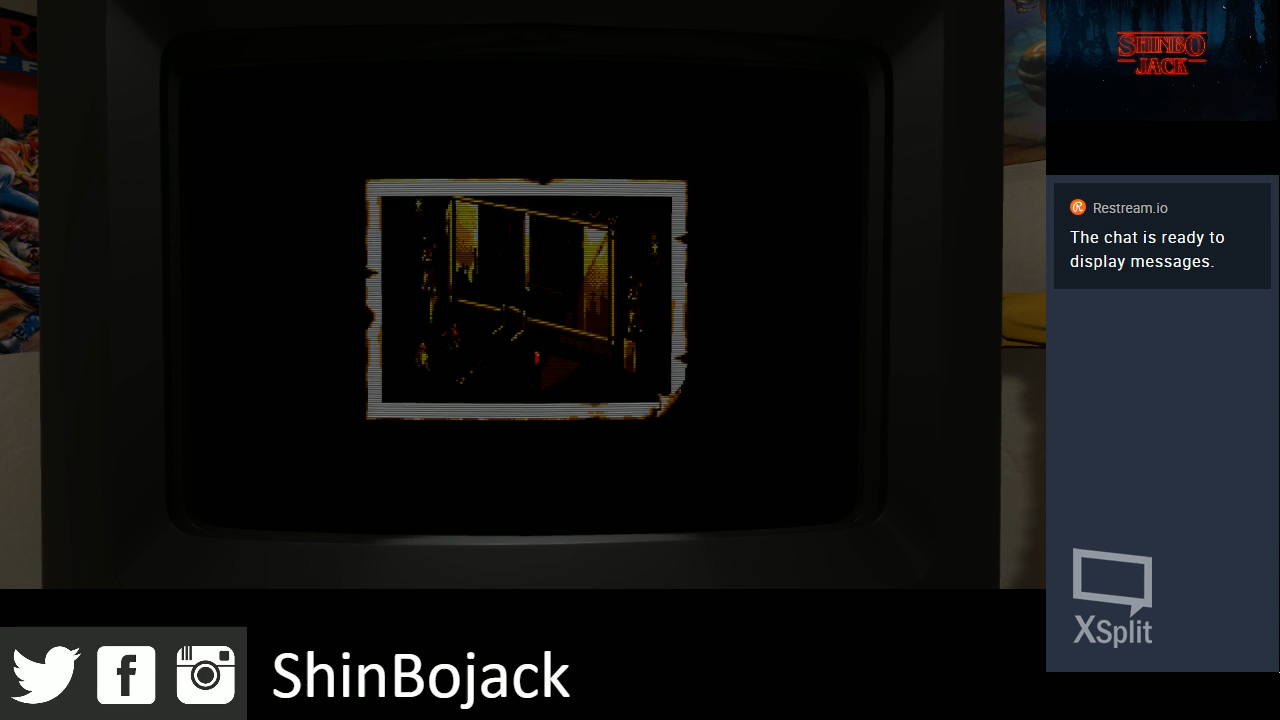 SHINBO
JACK
Restream.io
The chat is ready to
display messages.
XSplit
ShinBojack